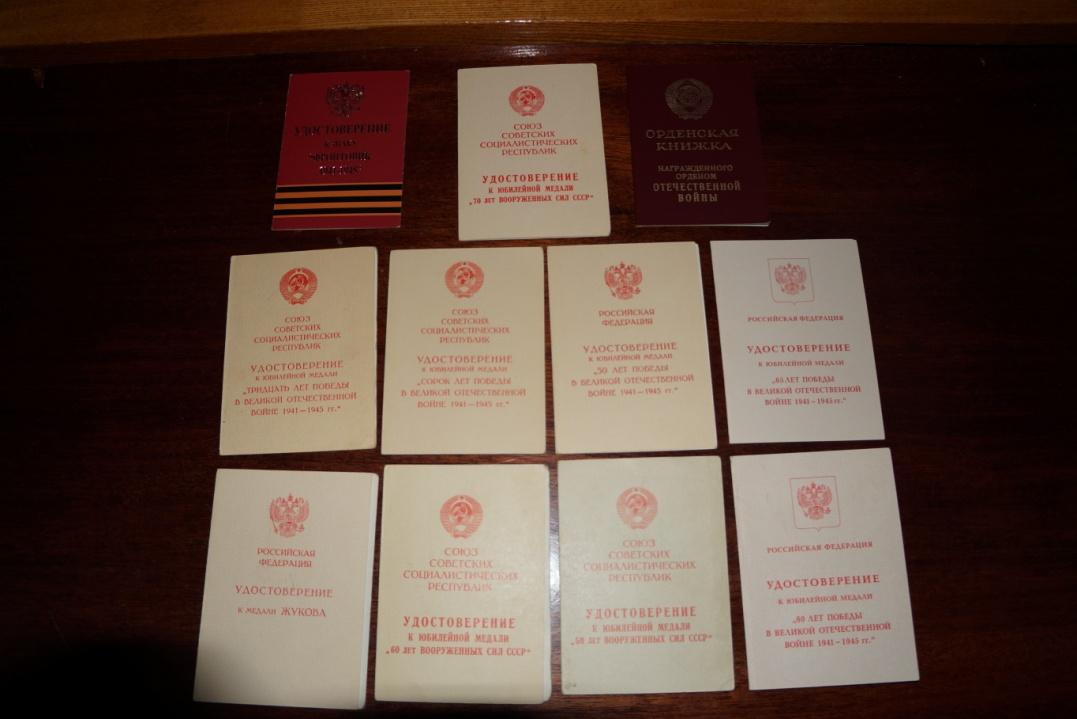 УДОСТОВЕРЕНИЕ
К ЗНАКУ
"ФРОНТОВИК
1941-1945"
СОЮЗ
СОВЕТСКИХ
СОЦИАЛИСТИЧЕСКИХ
РЕСПУБЛИК
УДОСТОВЕРЕНИЕ
К ЮБИЛЕЙНОЙ МЕДАЛИ
„70 ЛЕТ ВООРУЖЕННЫХ СИЛ СССР“
ОРДЕНСКАЯ
КНИЖКА
НАГРАЖДЕННОГО
ОРДЕНОМ
ОТЕЧЕСТВЕННОЙ
ВОЙНЫ
СОЮЗ
СОВЕТСКИХ
СОЦИАЛИСТИЧЕСКИХ
РЕСПУБЛИК
УДОСТОВЕРЕНИЕ
К ЮБИЛЕЙНОЙ МЕДАЛИ
„ТРИДЦАТЬ ЛЕТ ПОБЕДЫ
В ВЕЛИКОЙ ОТЕЧЕСТВЕННОЙ
ВОЙНЕ 1941—1945 гг.“
СОЮЗ
СОВЕТСКИХ
СОЦИАЛИСТИЧЕСКИХ
РЕСПУБЛИК
УДОСТОВЕРЕНИЕ
К ЮБИЛЕЙНОЙ МЕДАЛИ
„СОРОК ЛЕТ ПОБЕДЫ
В ВЕЛИКОЙ ОТЕЧЕСТВЕННОЙ
ВОЙНЕ 1941—1945 гг.“
РОССИЙСКАЯ
ФЕДЕРАЦИЯ
УДОСТОВЕРЕНИЕ
К ЮБИЛЕЙНОЙ МЕДАЛИ
„50 ЛЕТ ПОБЕДЫ
В ВЕЛИКОЙ ОТЕЧЕСТВЕННОЙ
ВОЙНЕ 1941—1945 гг.“
РОССИЙСКАЯ ФЕДЕРАЦИЯ
УДОСТОВЕРЕНИЕ
К ЮБИЛЕЙНОЙ МЕДАЛИ
ЛЕТ ПОБЕДЫ
В ВЕЛИКОЙ ОТЕЧЕСТВЕННОЙ
ВОЙНЕ 1941—1945 гг.“
РОССИЙСКАЯ
ФЕДЕРАЦИЯ
УДОСТОВЕРЕНИЕ
К МЕДАЛИ ЖУКОВА
СОЮЗ
СОВЕТСКИХ
СОЦИАЛИСТИЧЕСКИХ
РЕСПУБЛИК
УДОСТОВЕРЕНИЕ
К ЮБИЛЕЙНОЙ МЕДАЛИ
„60 ЛЕТ ВООРУЖЕННЫХ СИЛ СССР“
СОЮЗ
СОВЕТСКИХ
СОЦИАЛИСТИЧЕСКИХ
РЕСПУБЛИК
УДОСТОВЕРЕНИЕ
К ЮБИЛЕЙНОЙ МЕДАЛИ
„50 ЛЕТ ВООРУЖЕННЫХ СИЛ СССР“
РОССИЙСКАЯ ФЕДЕРАЦИЯ
УДОСТОВЕРЕНИЕ
К ЮБИЛЕЙНОЙ МЕДАЛИ
„60 ЛЕТ ПОБЕДЫ
В ВЕЛИКОЙ ОТЕЧЕСТВЕННОЙ
ВОЙНЕ 1941—1945 гг.“